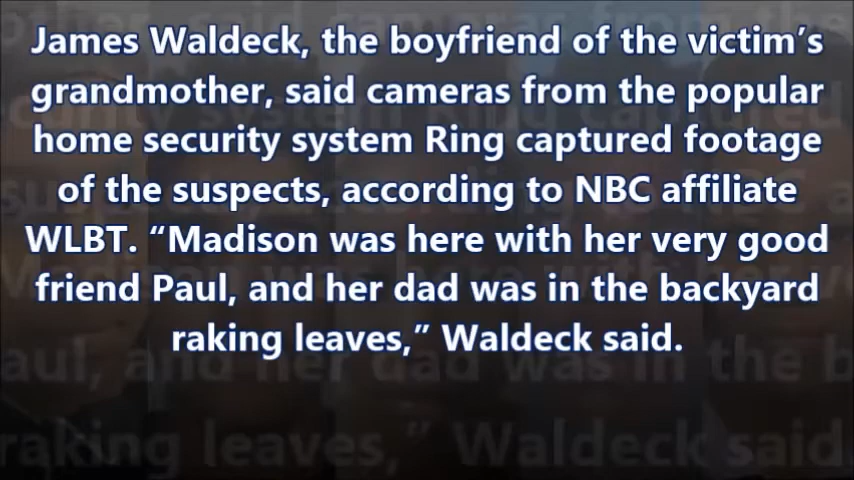 James Waldeck, the boyfriend of the victim’s
grandmother, said cameras from the popular
home security system Ring captured footage
of the suspects, according to NBC affiliate
WLBT. “Madison was here with her very good
friend Paul, and her dad was in the backyard
raking leaves,” Waldeck said.